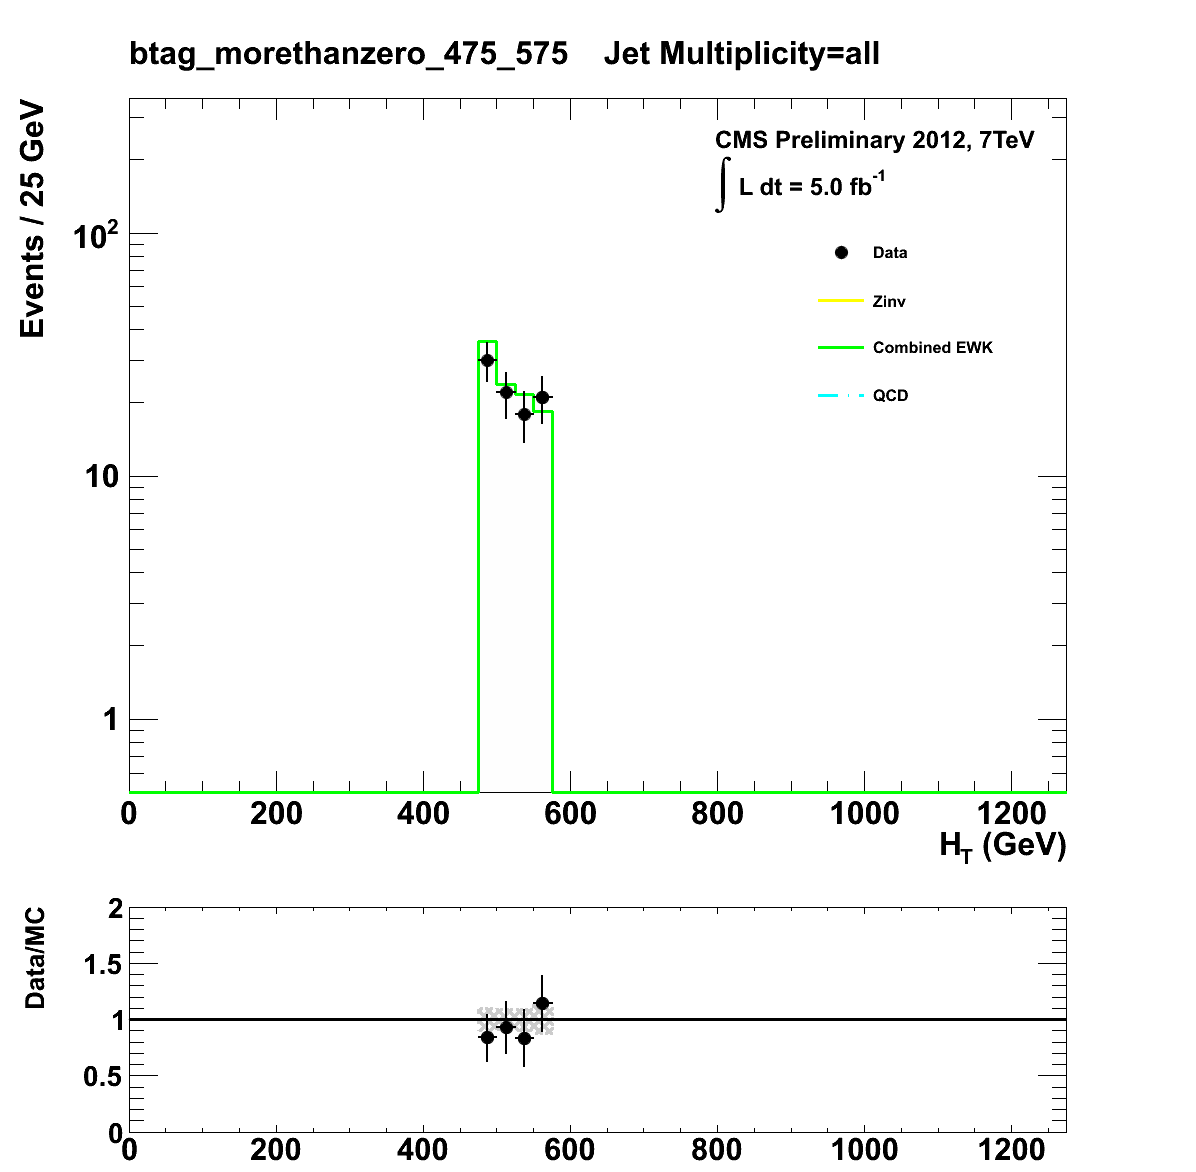 btag_morethanzero_475_575 Jet Multiplicity=all
Events / 25 GeV
CMS Preliminary 2012, 7TeV
∫ L dt = 5.0 fb⁻¹
Data
Zinv
Combined EWK
QCD
10²
10
1
0 200 400 600 800 1000 1200
H_T (GeV)
Data/MC
2
1.5
1
0.5
0
0 200 400 600 800 1000 1200